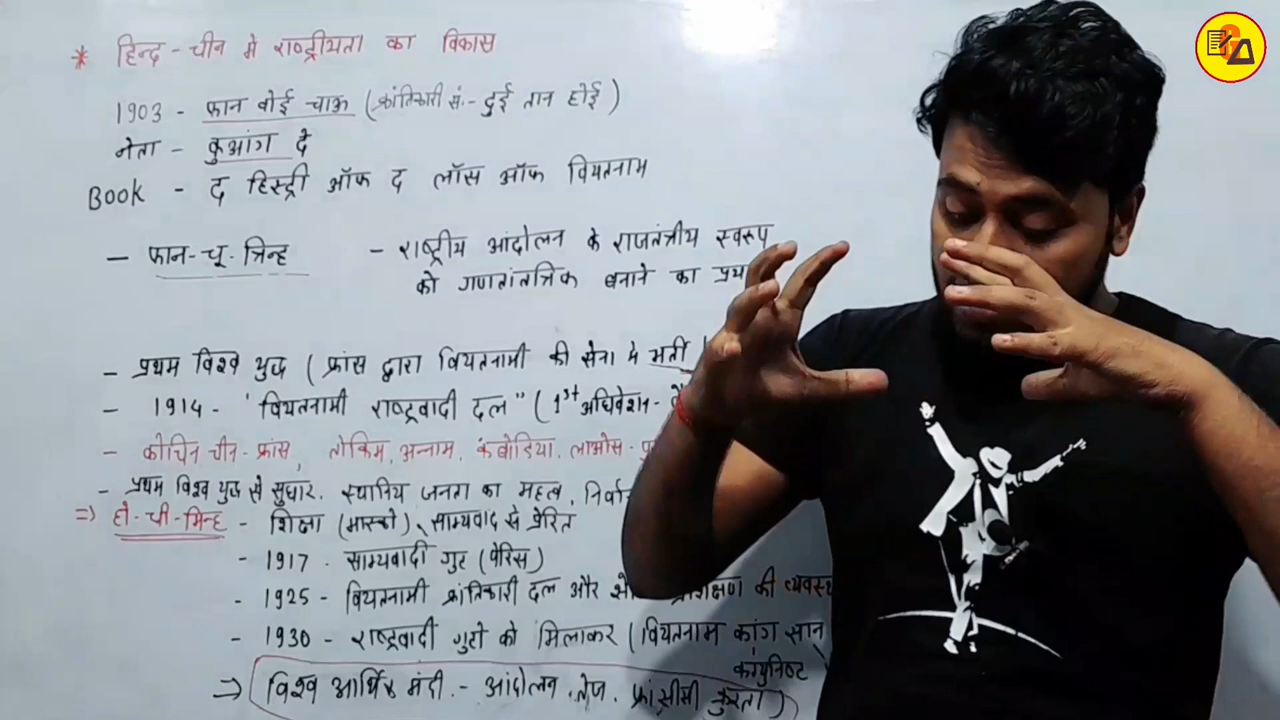 * हिन्द - चीन मे राष्ट्रीयता का विकास
1903 - फान वोई चाऊ (क्रांतिकारी सं.- दुई तान होई)
नेता - कुआंग दे
Book - द हिस्ट्री ऑफ द लॉस ऑफ वियतनाम
- फान-चू-त्रिन्ह - राष्ट्रीय आंदोलन के राजतंत्रीय स्वरूप
को गणतांतत्रिक बनाने का
- प्रथम विश्व युद्ध (फ्रांस द्वारा वियतनामी की सेना मे भर्ती
- 1914 - "वियतनामी राष्ट्रवादी दल" (1st अधिवेशन-
- कोचिन चीन-फ्रांस, तोंकिम, अन्नाम, कंबोडिया, लाओस-
- प्रथम विश्व युद्ध से सुधार. स्थानिय जनता का महत्व,
=> हो-ची-मिन्ह - शिक्षा (मास्को), साम्यवाद से प्रेरित
- 1917 . साम्यवादी गुट (पेरिस)
- 1925 - वियतनामी क्रांतिकारी दल और की
- 1930 - राष्ट्रवादी गुटो को मिलाकर (वियतनाम कांग सान
कम्युनिष्ट
=> विश्व आर्थिक मंदी. - आंदोलन तेज. फ्रांसीसी क्रुरता)